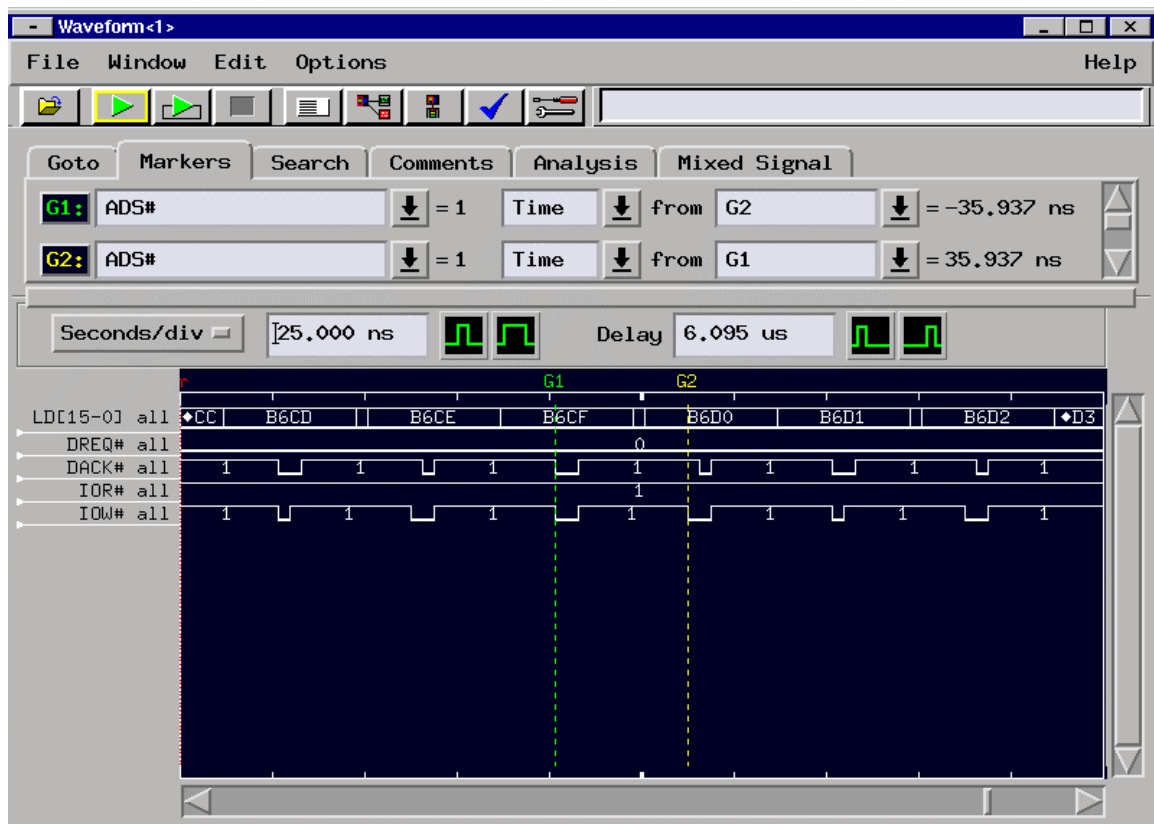 Waveform<1>
File Window Edit Options Help
Goto Markers Search Comments Analysis Mixed Signal
G1: ADS# = 1 Time from G2 = -35.937 ns
G2: ADS# = 1 Time from G1 = 35.937 ns
Seconds/div 25.000 ns Delay 6.095 us
r G1 G2
LD[15-0] all ◆CC B6CD B6CE B6CF B6D0 B6D1 B6D2 ◆D3
DREQ# all 0
DACK# all 1 1 1 1 1 1 1
IOR# all 1
IOW# all 1 1 1 1 1 1 1